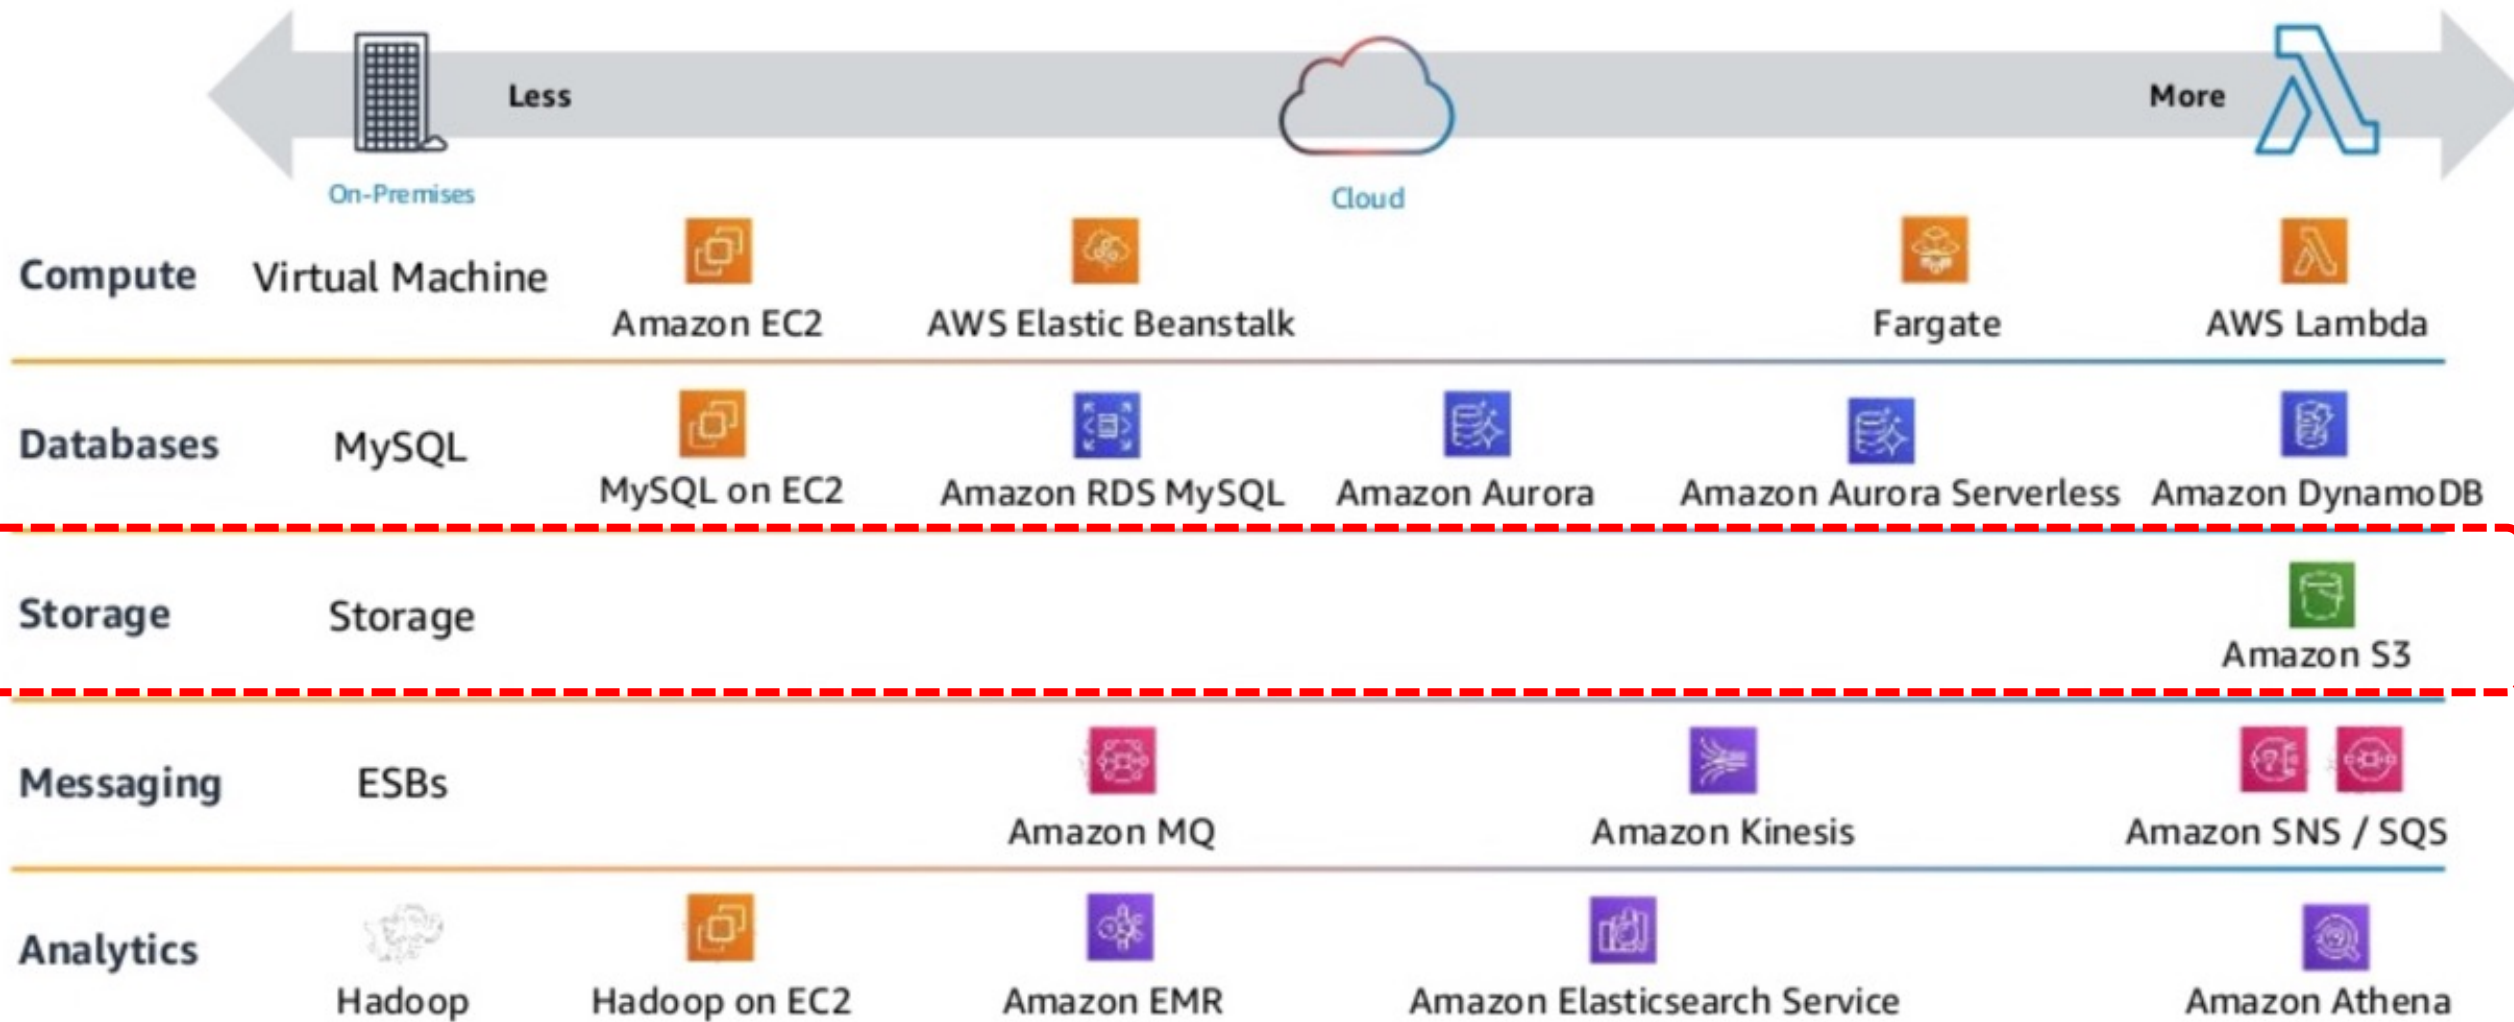 Less
More
On-Premises
Cloud
Compute
Virtual Machine
Amazon EC2
AWS Elastic Beanstalk
Fargate
AWS Lambda
Databases
MySQL
MySQL on EC2
Amazon RDS MySQL
Amazon Aurora
Amazon Aurora Serverless
Amazon DynamoDB
Storage
Storage
Amazon S3
Messaging
ESBs
Amazon MQ
Amazon Kinesis
Amazon SNS / SQS
Analytics
Hadoop
Hadoop on EC2
Amazon EMR
Amazon Elasticsearch Service
Amazon Athena